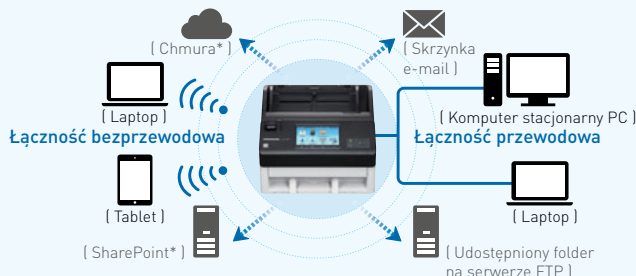 ( Chmura* )
( Skrzynka
e-mail )
( Laptop )
( Komputer stacjonarny PC )
Łączność bezprzewodowa
Łączność przewodowa
( Tablet )
( Laptop )
( SharePoint* )
( Udostępniony folder
na serwerze FTP )